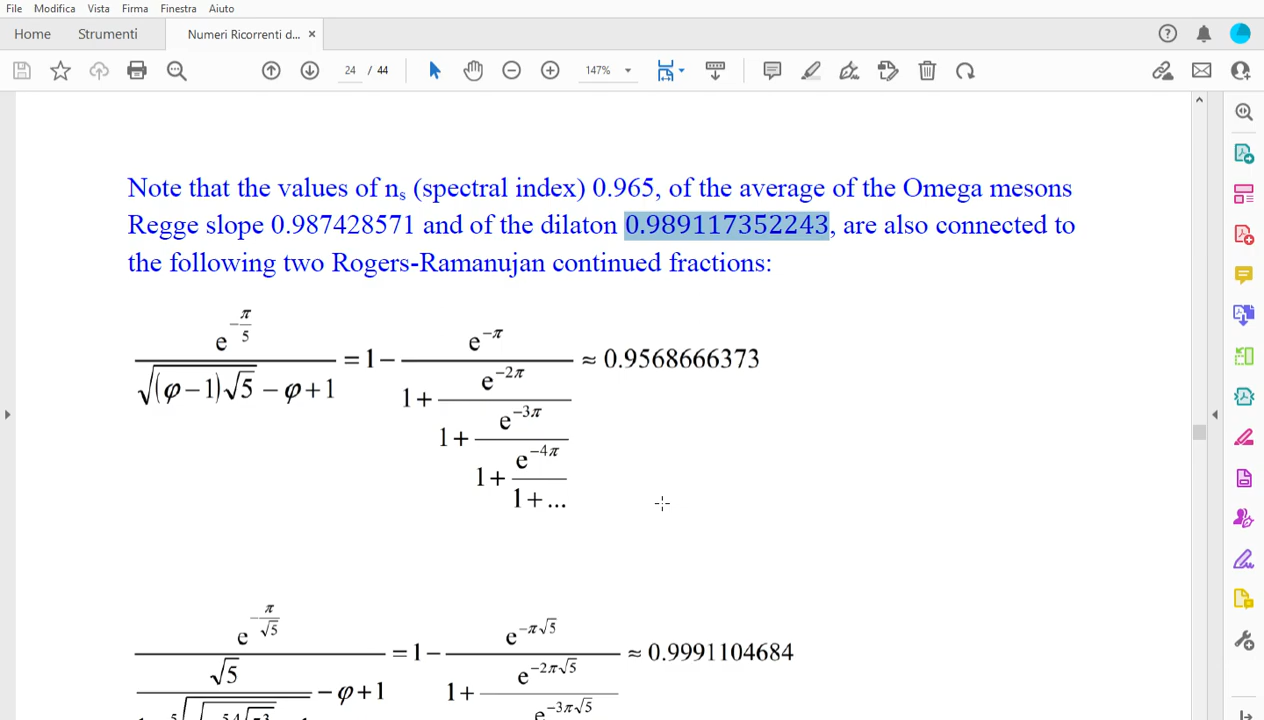 File Modifica Vista Firma Finestra Aiuto
Home Strumenti Numeri Ricorrenti d... ×
24 / 44 147%
Note that the values of nₛ (spectral index) 0.965, of the average of the Omega mesons
Regge slope 0.987428571 and of the dilaton 0.989117352243, are also connected to
the following two Rogers-Ramanujan continued fractions:
e^(-π/5) / (√((φ−1)√5) − φ+1) = 1 − e^(−π) / (1 + e^(−2π) / (1 + e^(−3π) / (1 + e^(−4π) / (1 + ...)))) ≈ 0.9568666373
e^(-π/√5) / (√5 / − φ+1) = 1 − e^(−π√5) / (1 + e^(−2π√5) / e^(−3π√5) ≈ 0.9991104684